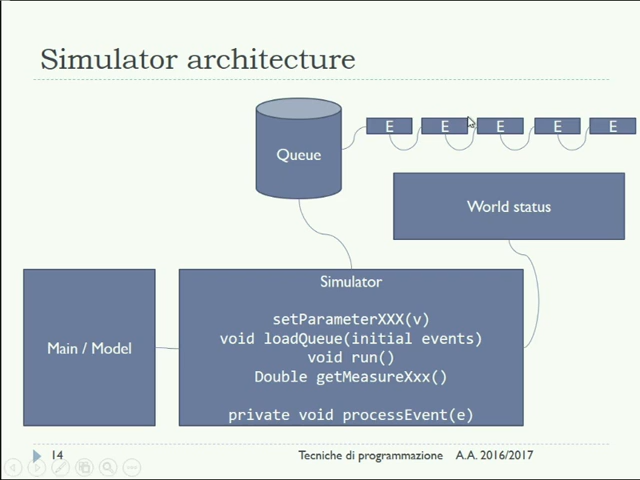 Simulator architecture
Queue
E E E E E
World status
Main / Model
Simulator
setParameterXXX(v)
void loadQueue(initial events)
void run()
Double getMeasureXxx()
private void processEvent(e)
14
Tecniche di programmazione A.A. 2016/2017